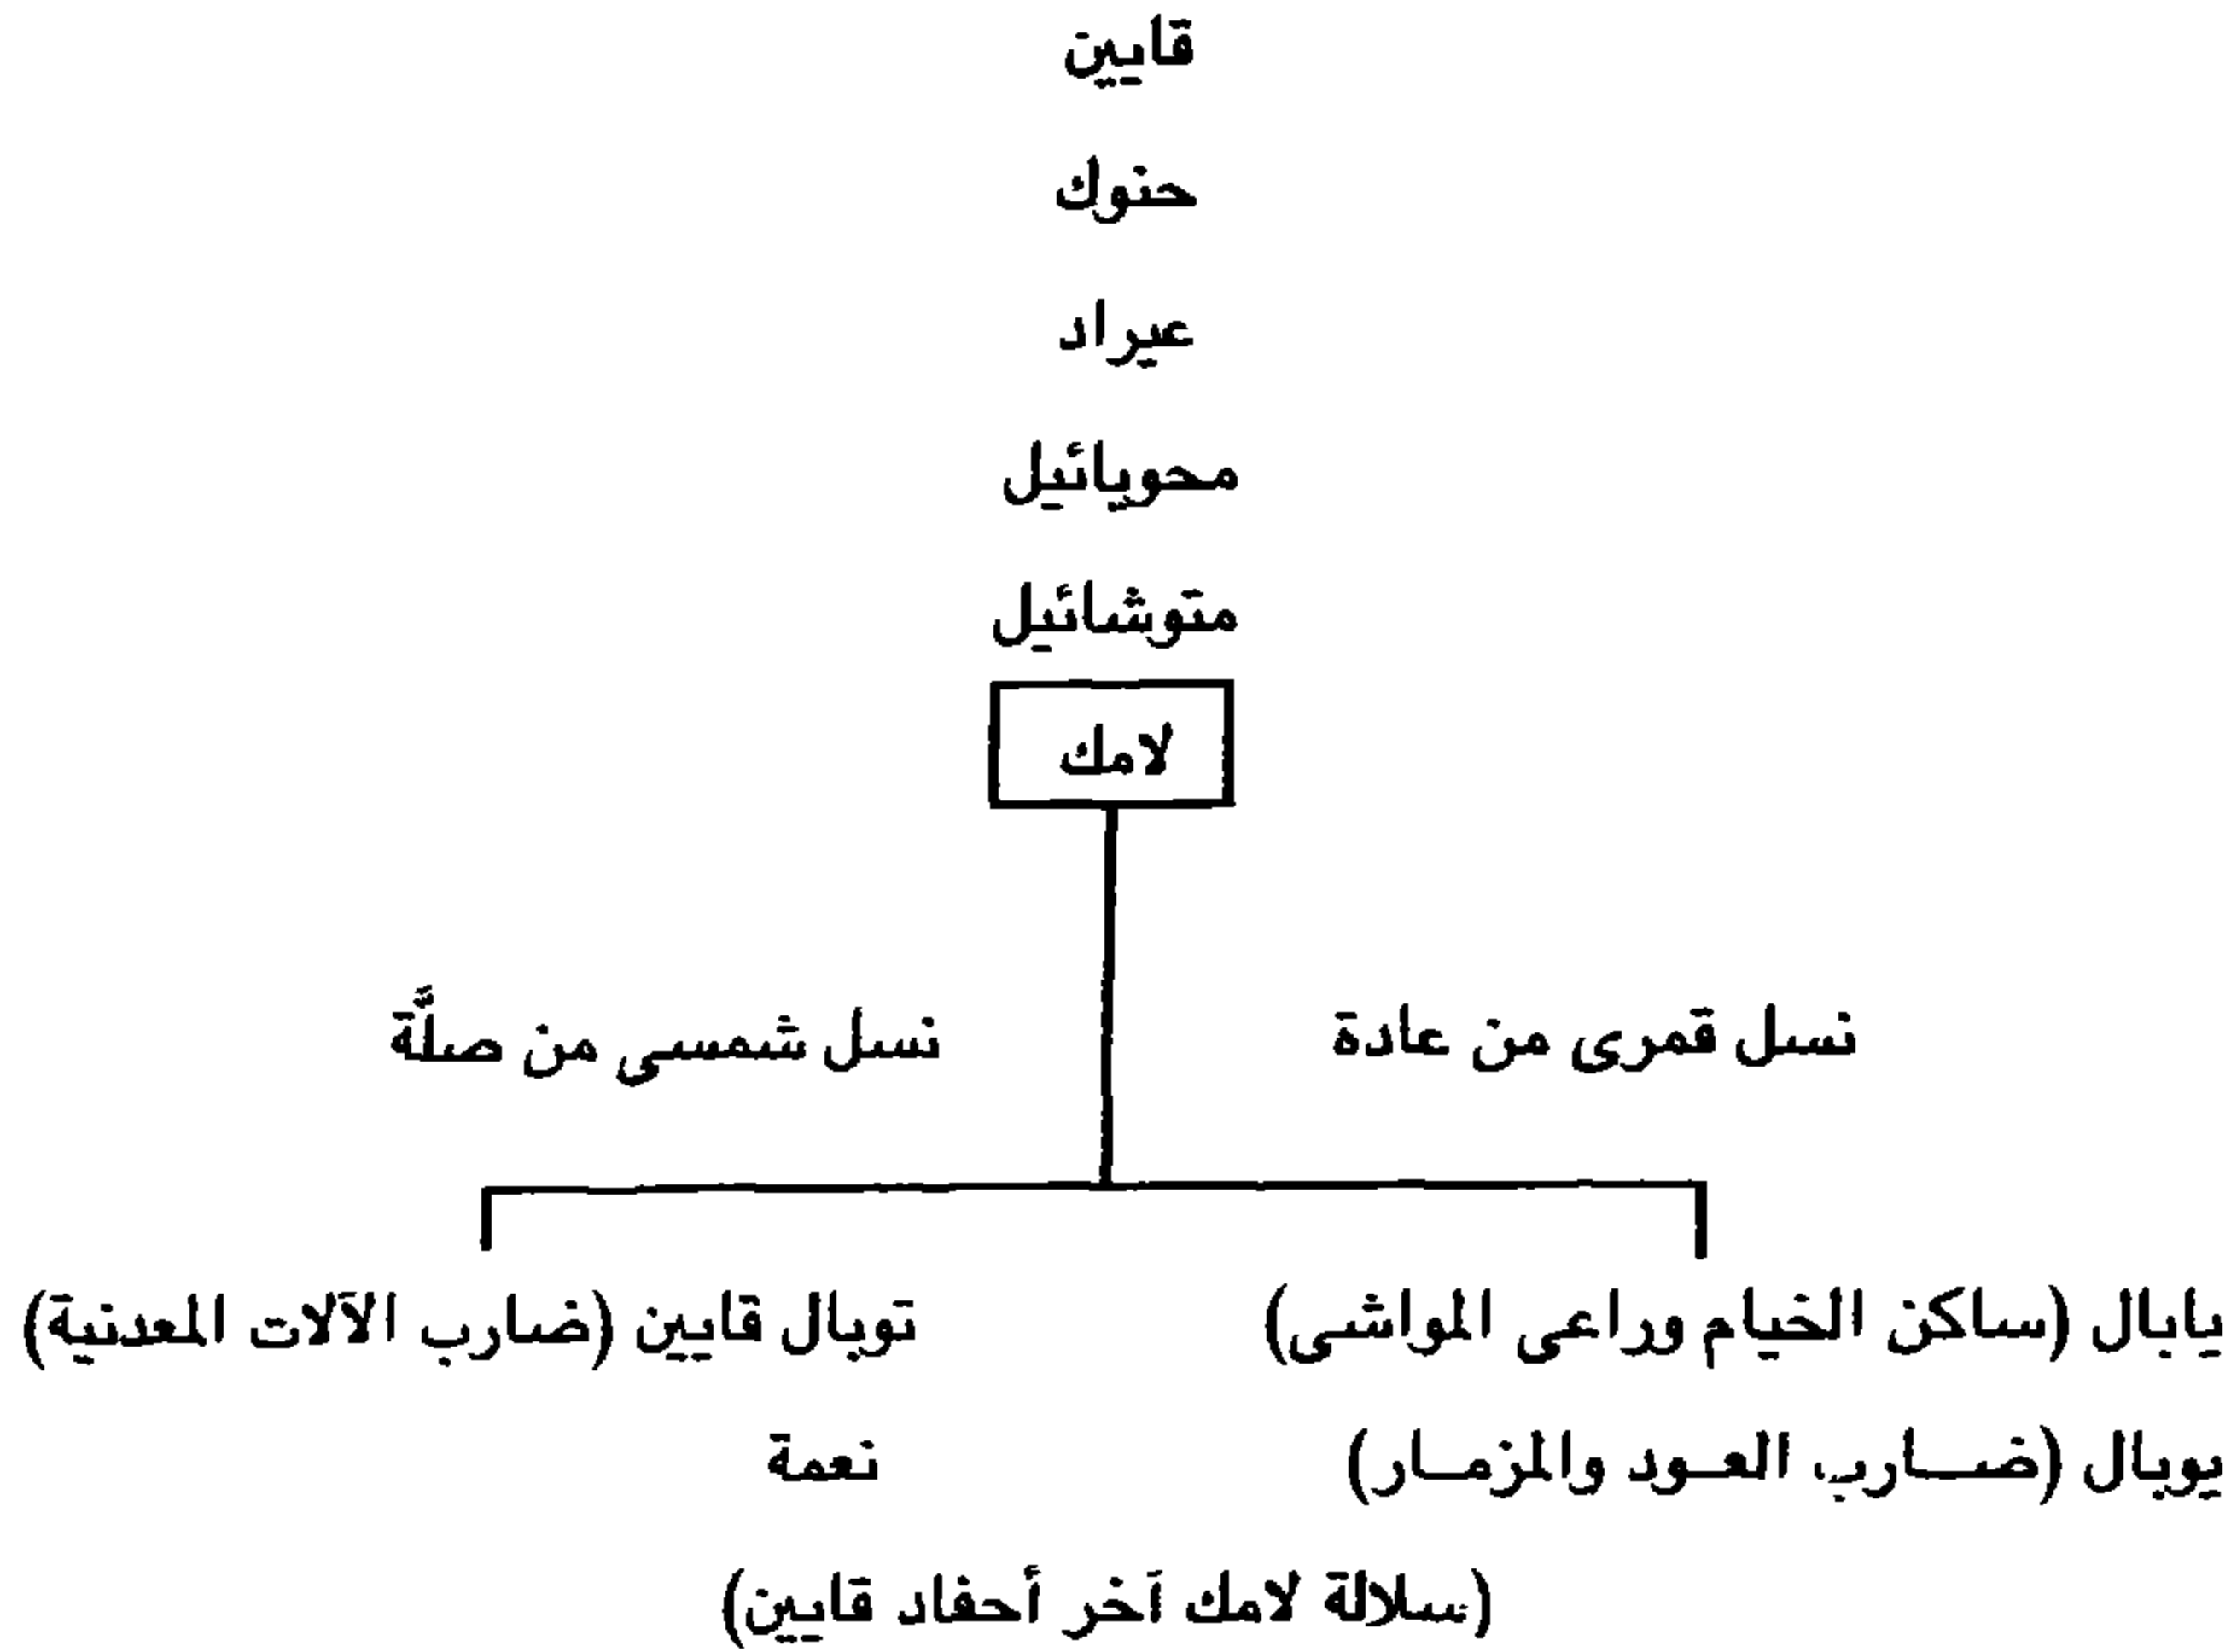 قايين
حنوك
عيراد
محويائيل
متوشائيل
لامك
نسل قمرى من عادة
نسل شمسى من صلَّة
يابال (ساكن الخيام وراعى المواشى)
توبال قايين (ضارب الآلات المعدنية)
يوبال (ضارب العود والمزمار)
نعمة
(سلالة لامك آخر أحفاد قايين)